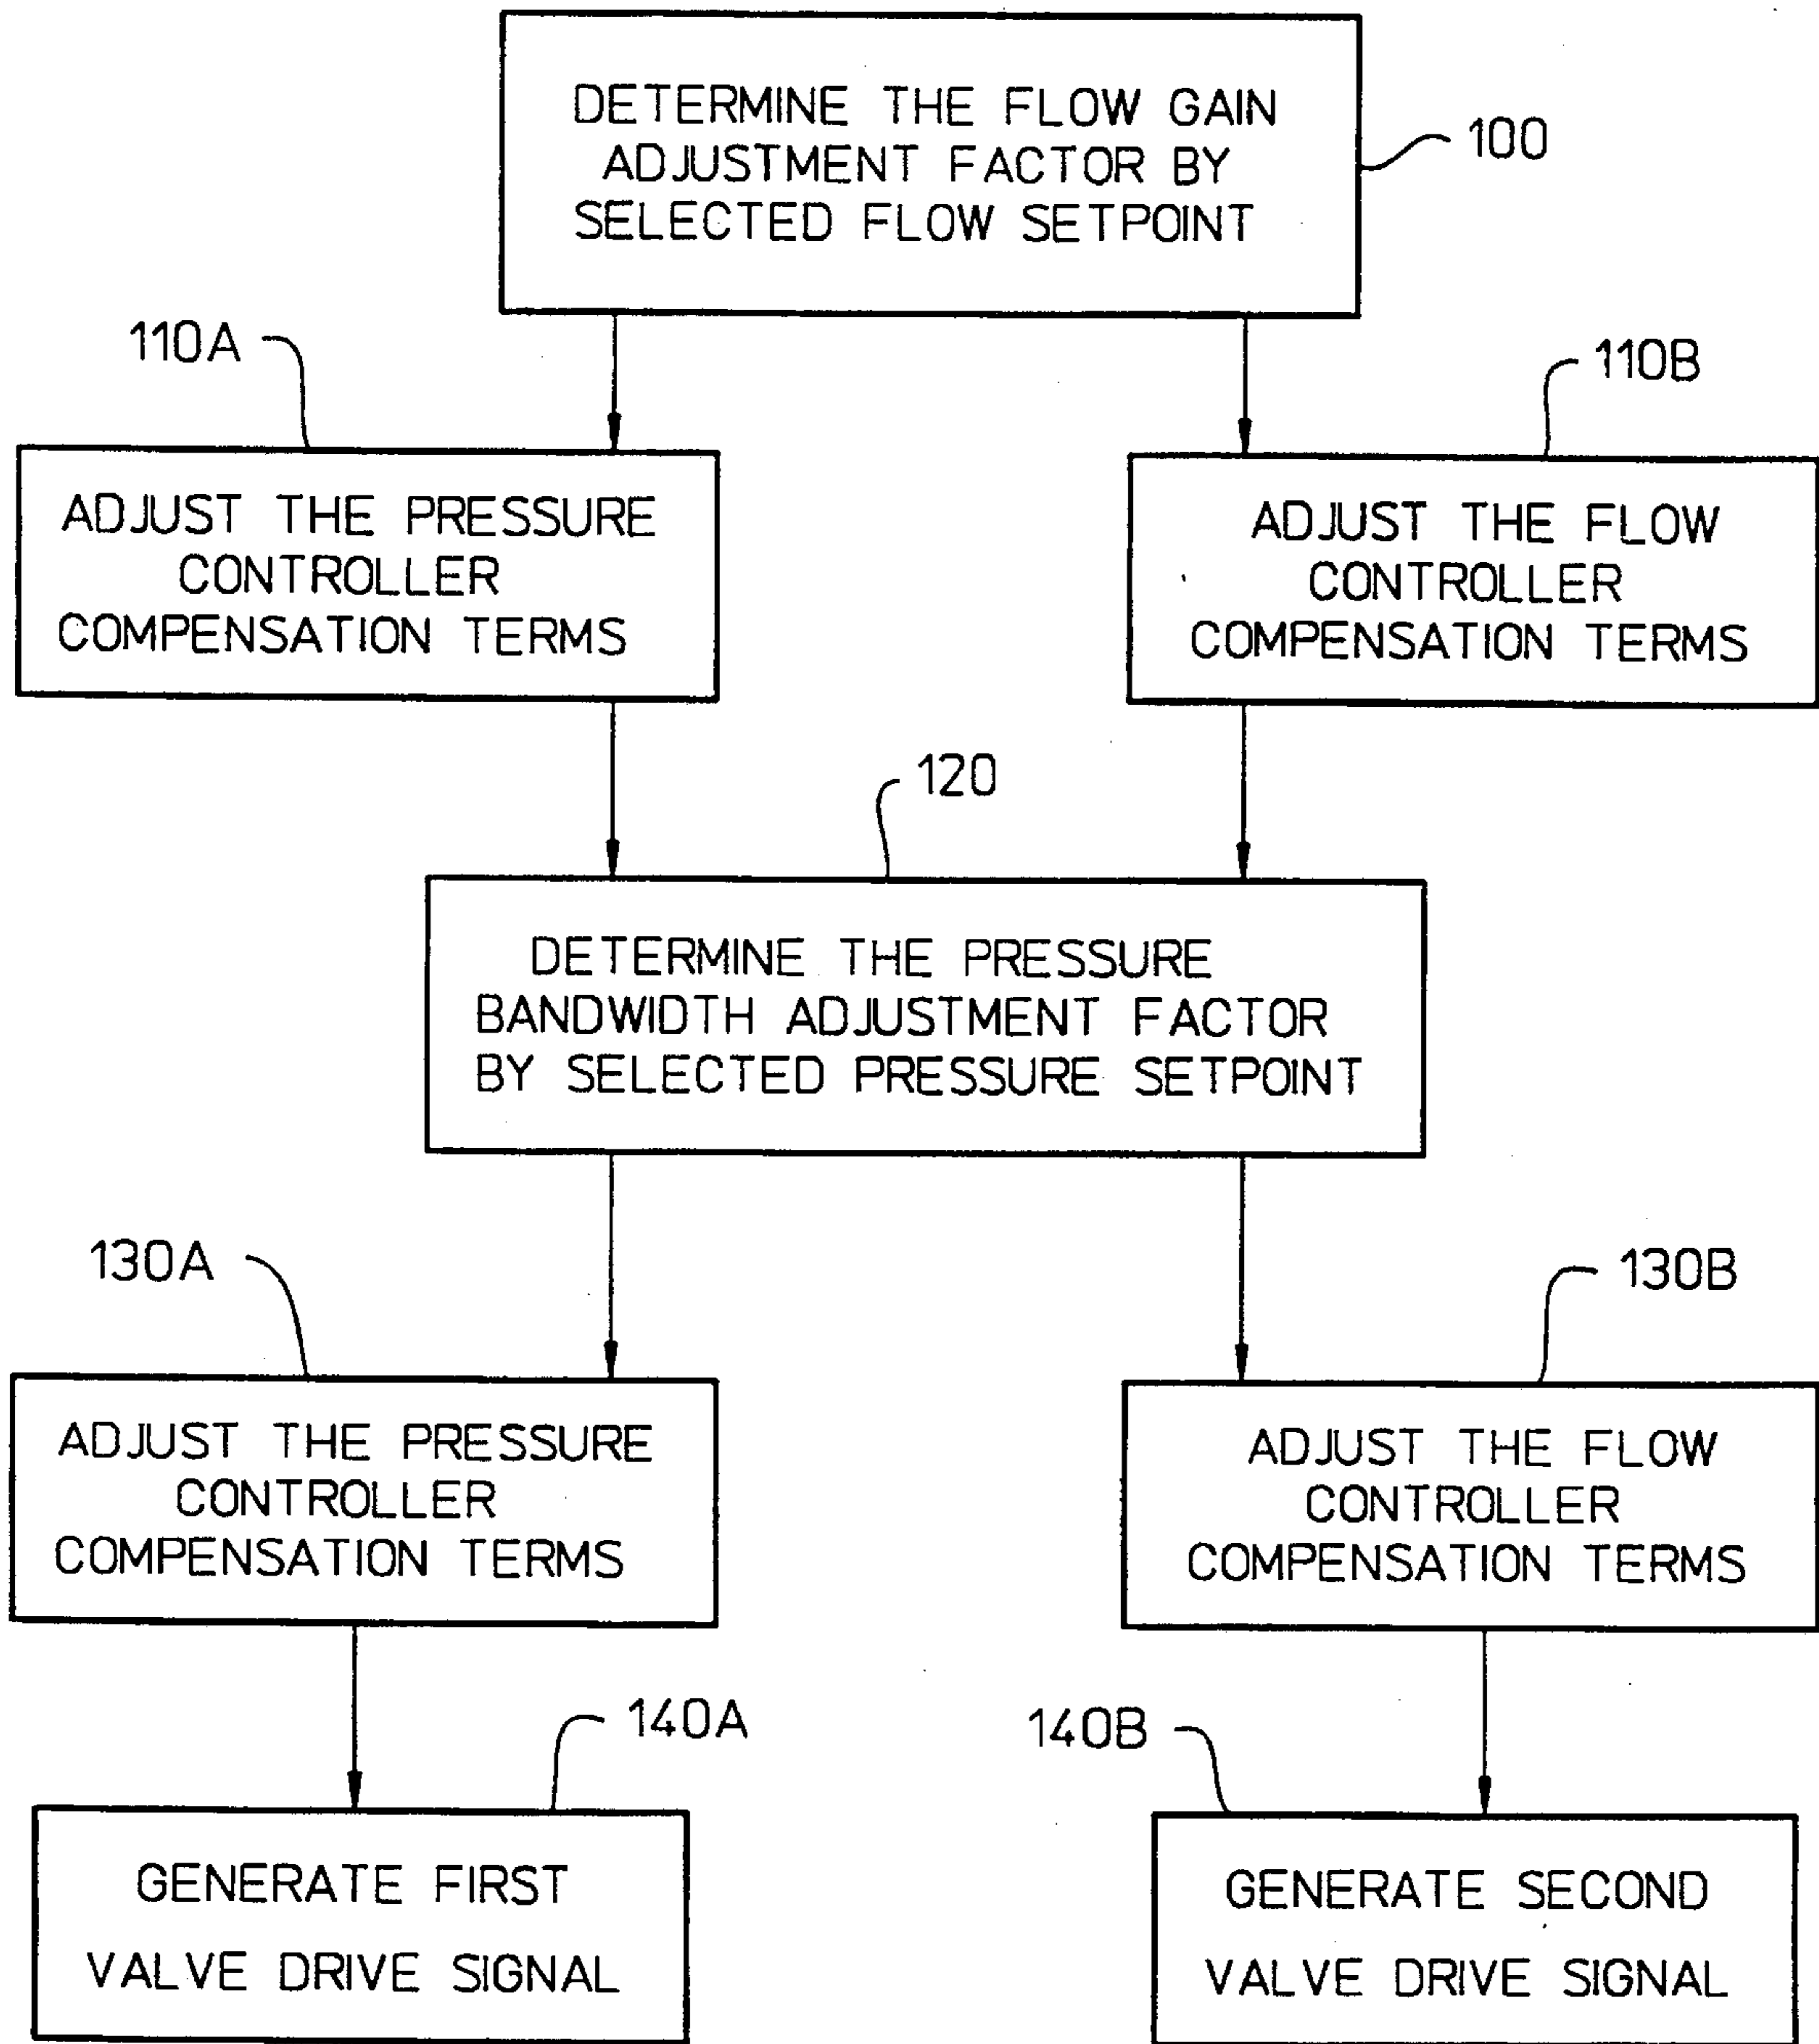 DETERMINE THE FLOW GAIN
ADJUSTMENT FACTOR BY
SELECTED FLOW SETPOINT
100
110A
110B
ADJUST THE PRESSURE
CONTROLLER
COMPENSATION TERMS
ADJUST THE FLOW
CONTROLLER
COMPENSATION TERMS
120
DETERMINE THE PRESSURE
BANDWIDTH ADJUSTMENT FACTOR
BY SELECTED PRESSURE SETPOINT
130A
130B
ADJUST THE PRESSURE
CONTROLLER
COMPENSATION TERMS
ADJUST THE FLOW
CONTROLLER
COMPENSATION TERMS
140A
140B
GENERATE FIRST
VALVE DRIVE SIGNAL
GENERATE SECOND
VALVE DRIVE SIGNAL